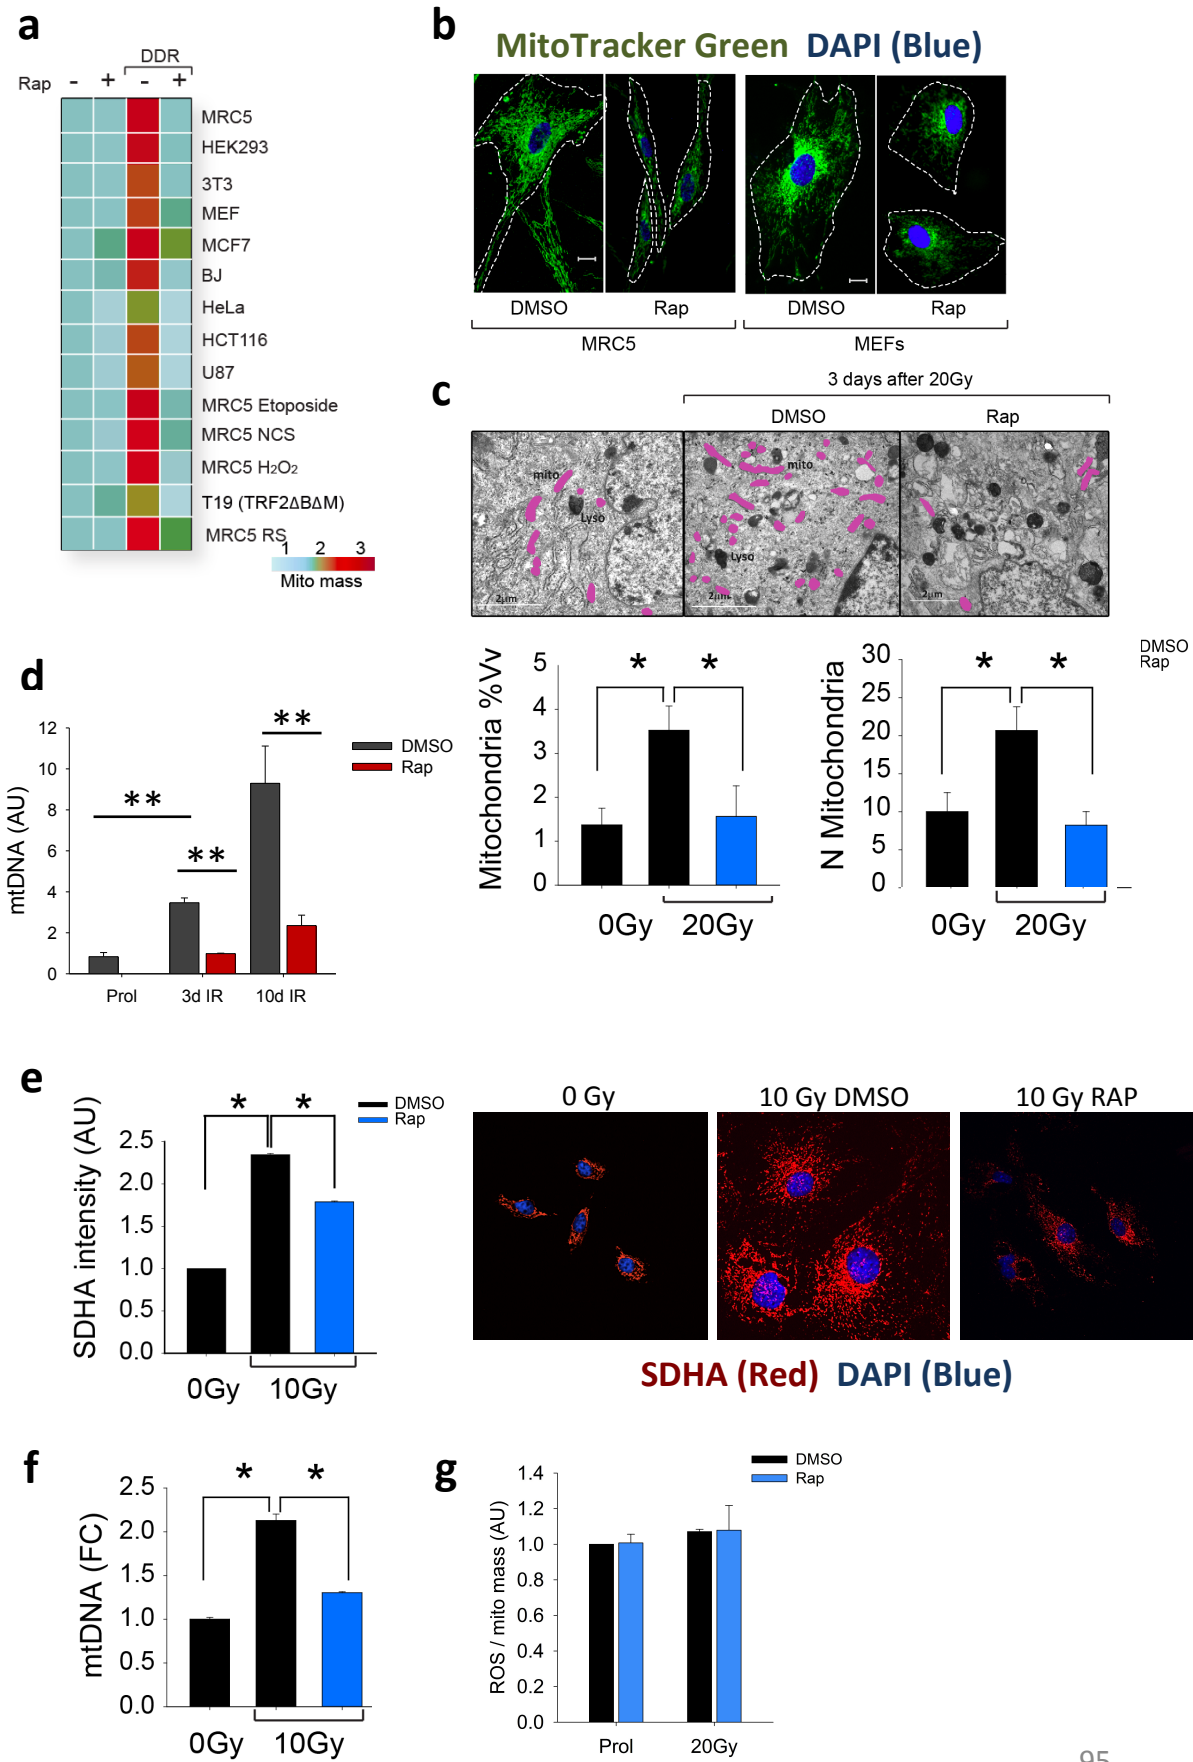 a
DDR
Rap - + - +
MRC5
HEK293
3T3
MEF
MCF7
BJ
HeLa
HCT116
U87
MRC5 Etoposide
MRC5 NCS
MRC5 H2O2
T19 (TRF2ΔBΔM)
MRC5 RS
1 2 3
Mito mass
b
MitoTracker Green DAPI (Blue)
DMSO Rap DMSO Rap
MRC5 MEFs
c
3 days after 20Gy
DMSO Rap
mito
Lyso
2µm
mito
Lyso
2µm
2µm
Mitochondria %Vv
5
4
3
2
1
0
* *
0Gy 20Gy
N Mitochondria
30
25
20
15
10
5
0
* *
0Gy 20Gy
DMSO
Rap
d
mtDNA (AU)
12
10
8
6
4
2
0
**
**
**
DMSO
Rap
Prol 3d IR 10d IR
e
SDHA intensity (AU)
2.5
2.0
1.5
1.0
0.5
0.0
* *
DMSO
Rap
0Gy 10Gy
0 Gy 10 Gy DMSO 10 Gy RAP
SDHA (Red) DAPI (Blue)
f
mtDNA (FC)
2.5
2.0
1.5
1.0
0.5
0.0
* *
0Gy 10Gy
g
ROS / mito mass (AU)
1.4
1.2
1.0
0.8
0.6
0.4
0.2
0.0
DMSO
Rap
Prol 20Gy
95